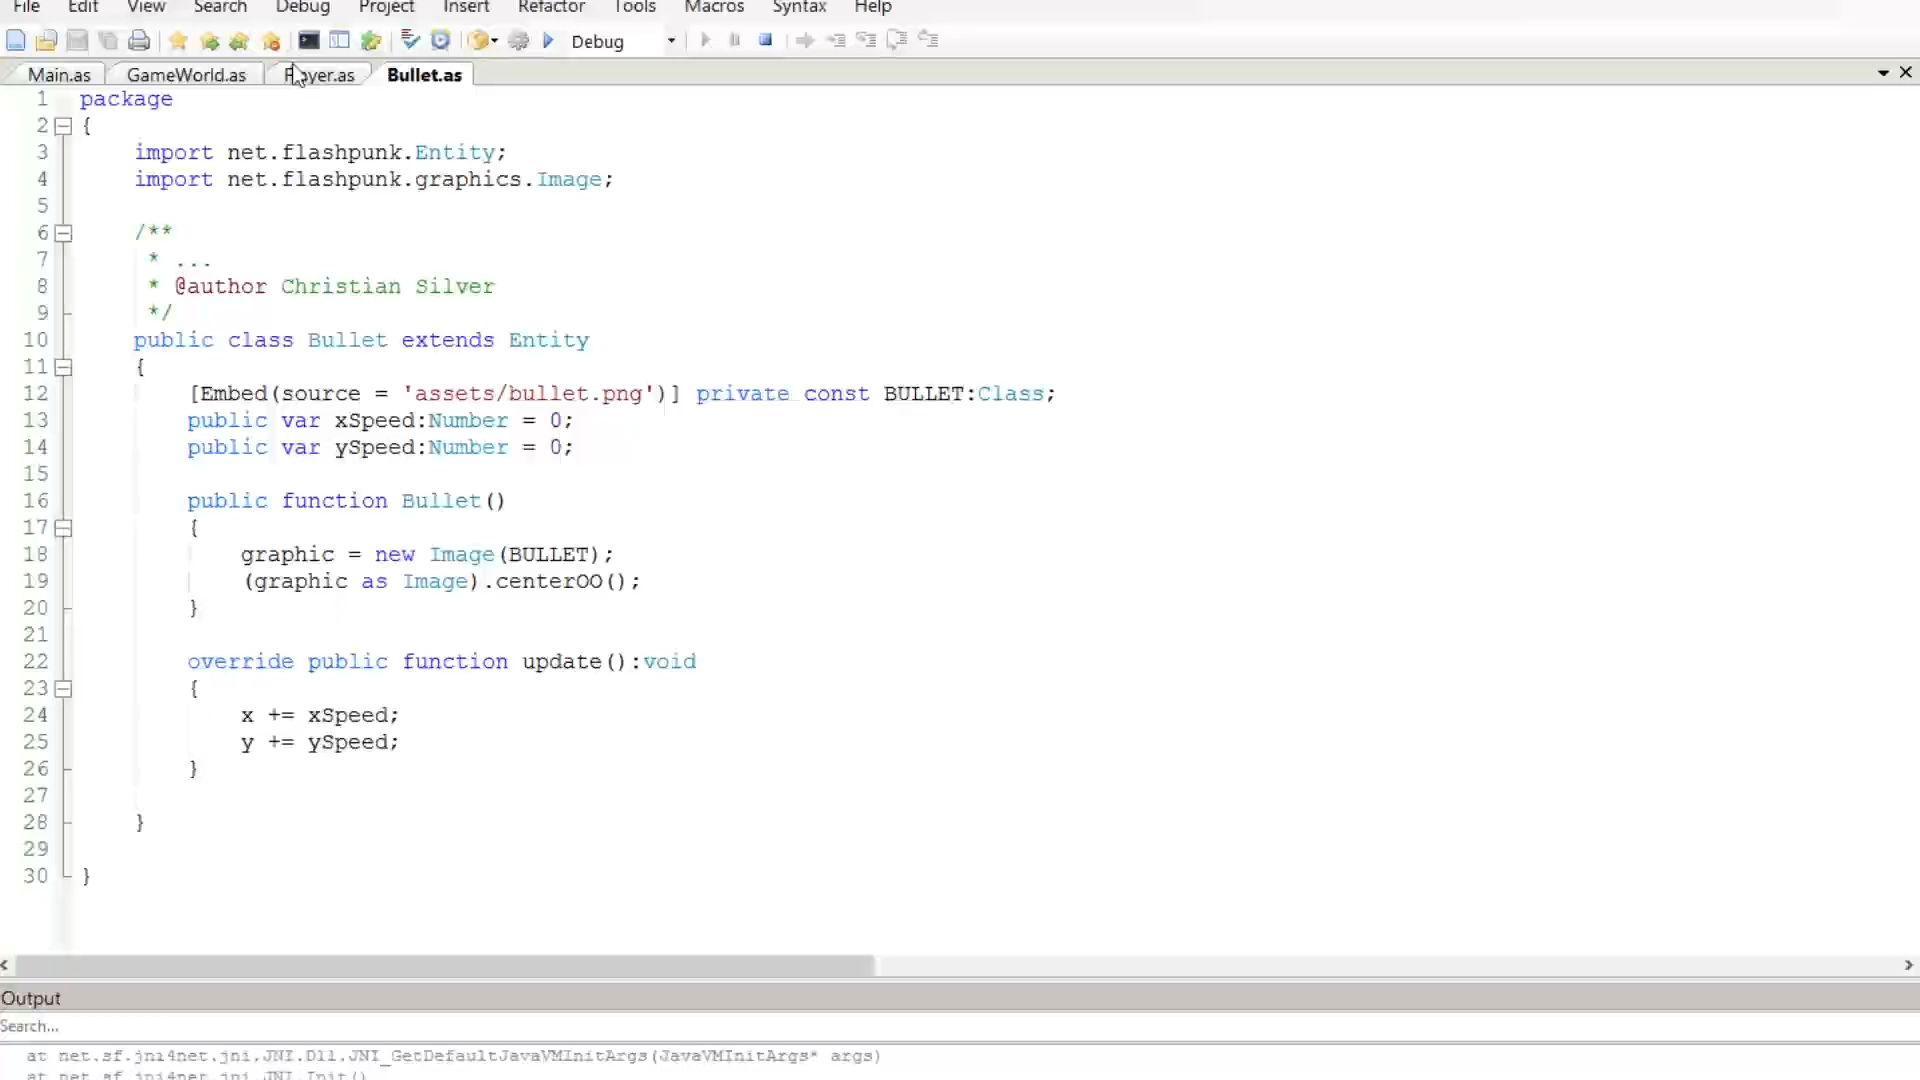 File Edit View Search Debug Project Insert Refactor Tools Macros Syntax Help
Debug
Main.as GameWorld.as Player.as Bullet.as
1 package
2 {
3 import net.flashpunk.Entity;
4 import net.flashpunk.graphics.Image;
5
6 /**
7 * ...
8 * @author Christian Silver
9 */
10 public class Bullet extends Entity
11 {
12 [Embed(source = 'assets/bullet.png')] private const BULLET:Class;
13 public var xSpeed:Number = 0;
14 public var ySpeed:Number = 0;
15
16 public function Bullet()
17 {
18 graphic = new Image(BULLET);
19 (graphic as Image).centerOO();
20 }
21
22 override public function update():void
23 {
24 x += xSpeed;
25 y += ySpeed;
26 }
27
28 }
29
30 }
Output
Search...
at net.sf.jni4net.jni.JNI.Dll.JNI_GetDefaultJavaVMInitArgs(JavaVMInitArgs* args)
at net.sf.jni4net.jni.JNI.Init()